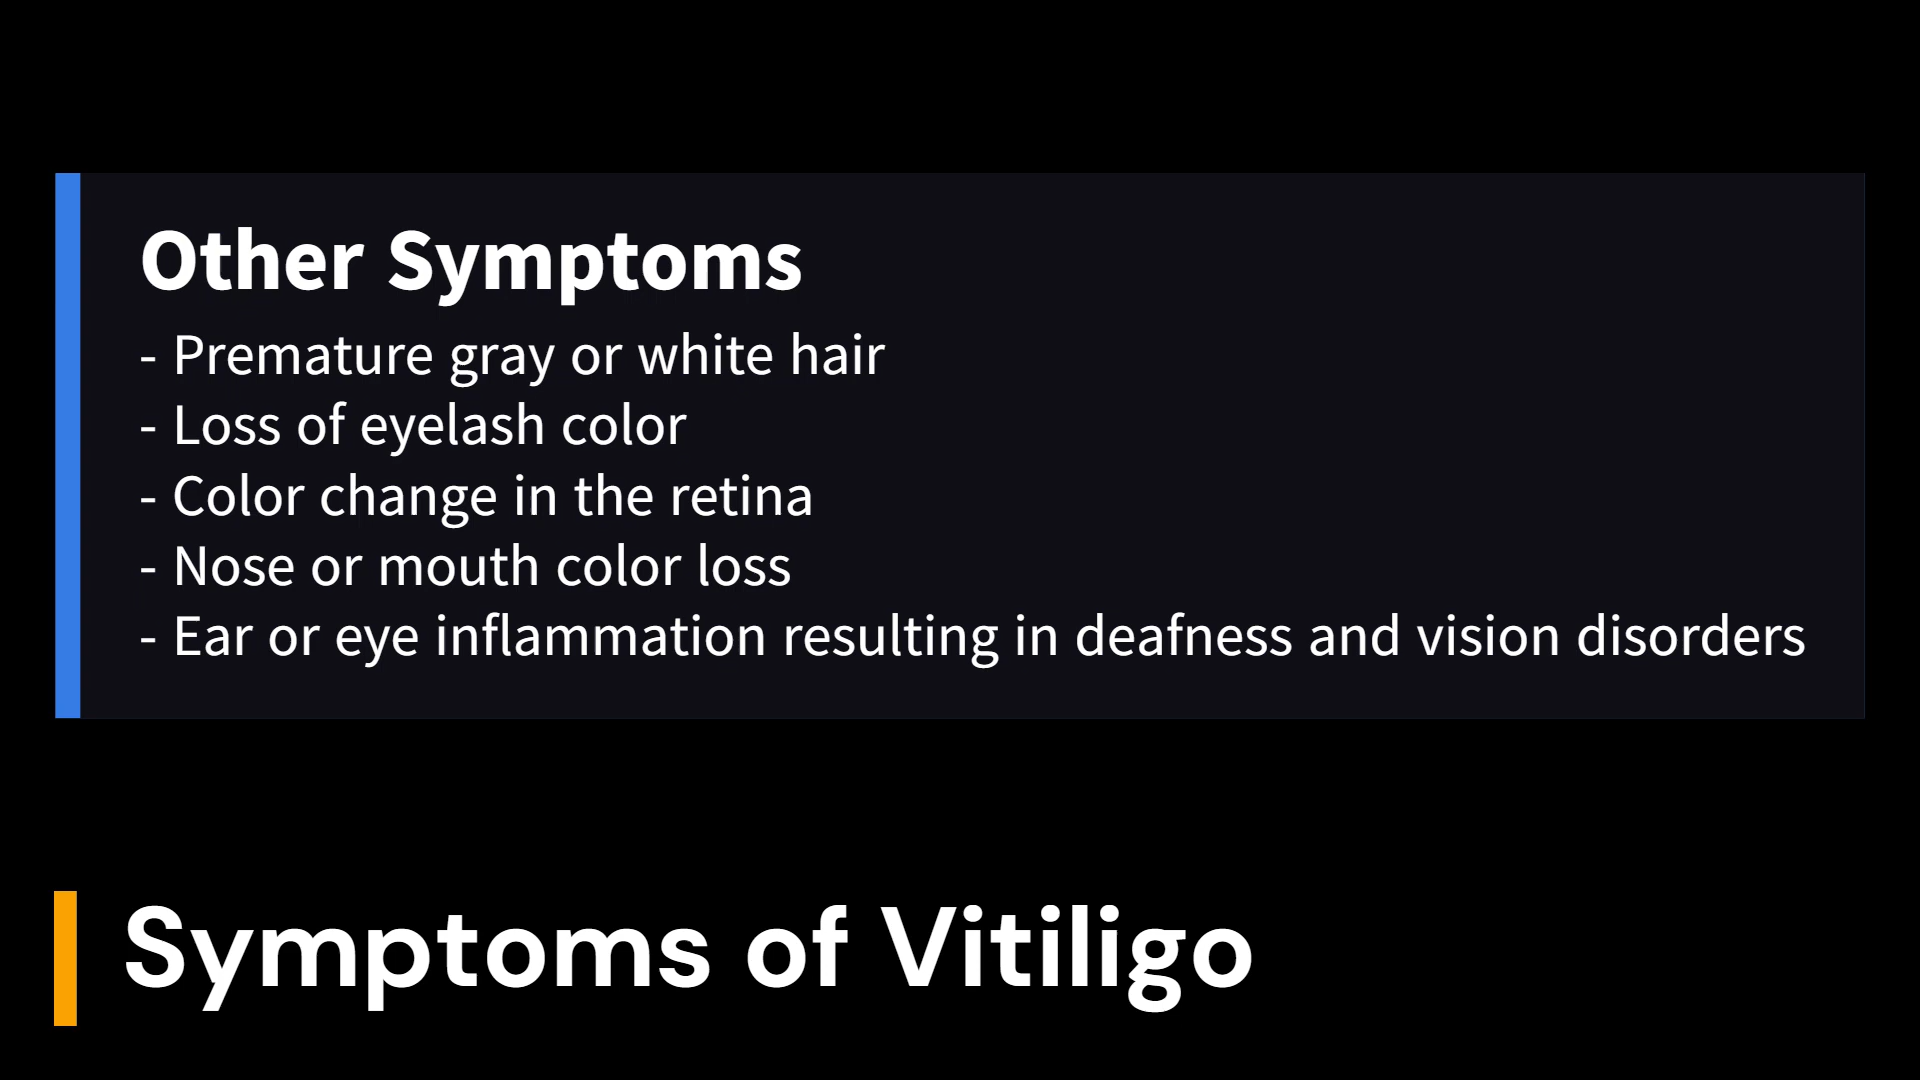 Other Symptoms
- Premature gray or white hair
- Loss of eyelash color
- Color change in the retina
- Nose or mouth color loss
- Ear or eye inflammation resulting in deafness and vision disorders
Symptoms of Vitiligo